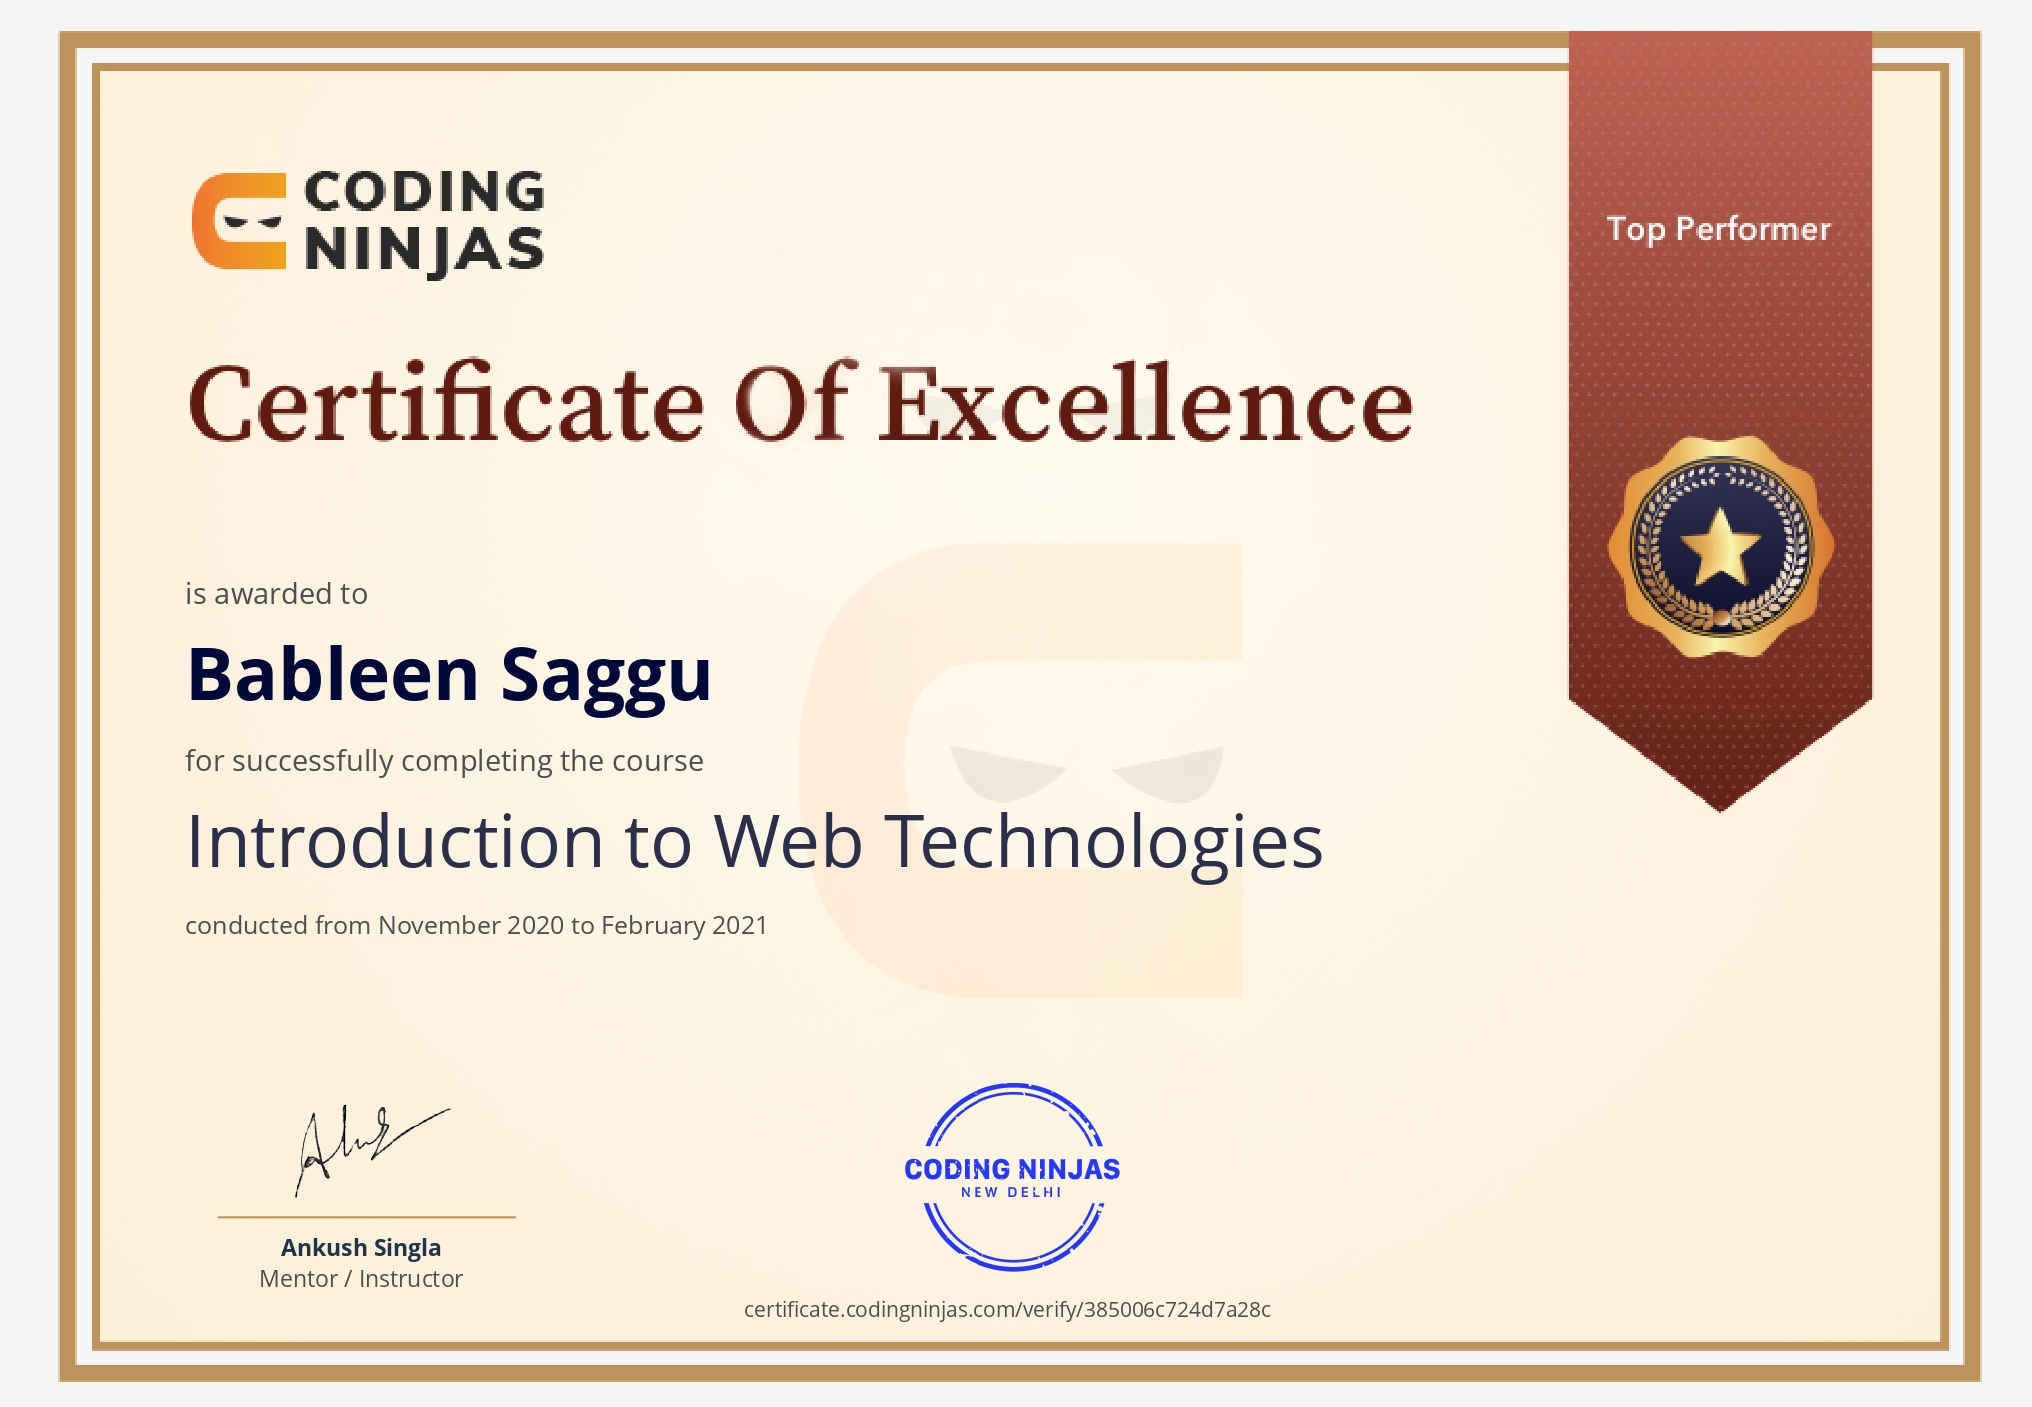 CODING
NINJAS
Top Performer
Certificate Of Excellence
is awarded to
Bableen Saggu
for successfully completing the course
Introduction to Web Technologies
conducted from November 2020 to February 2021
Ankush Singla
Mentor / Instructor
CODING NINJAS
NEW DELHI
certificate.codingninjas.com/verify/385006c724d7a28c